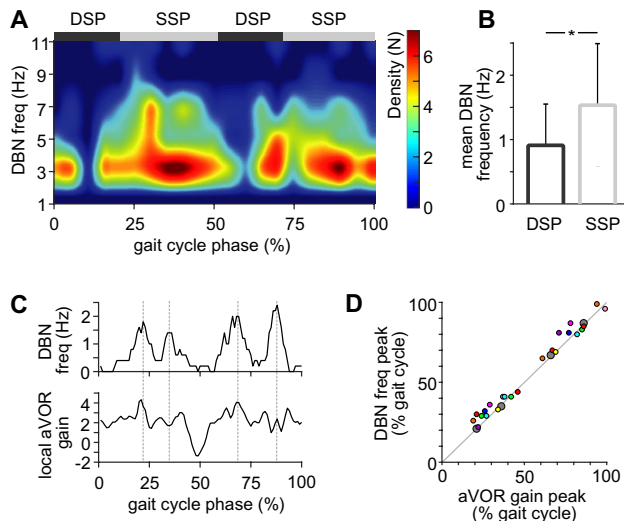 A
DSP SSP DSP SSP
11
9
7
5
3
1
DBN freq (Hz)
0 25 50 75 100
gait cycle phase (%)
Density (N)
6
4
2
0
B
*
2
1
0
mean DBN
frequency (Hz)
DSP SSP
C
2
1
0
DBN
freq (Hz)
4
2
0
-2
local aVOR
gain
0 25 50 75 100
gait cycle phase (%)
D
100
50
0
DBN freq peak
(% gait cycle)
0 50 100
aVOR gain peak
(% gait cycle)